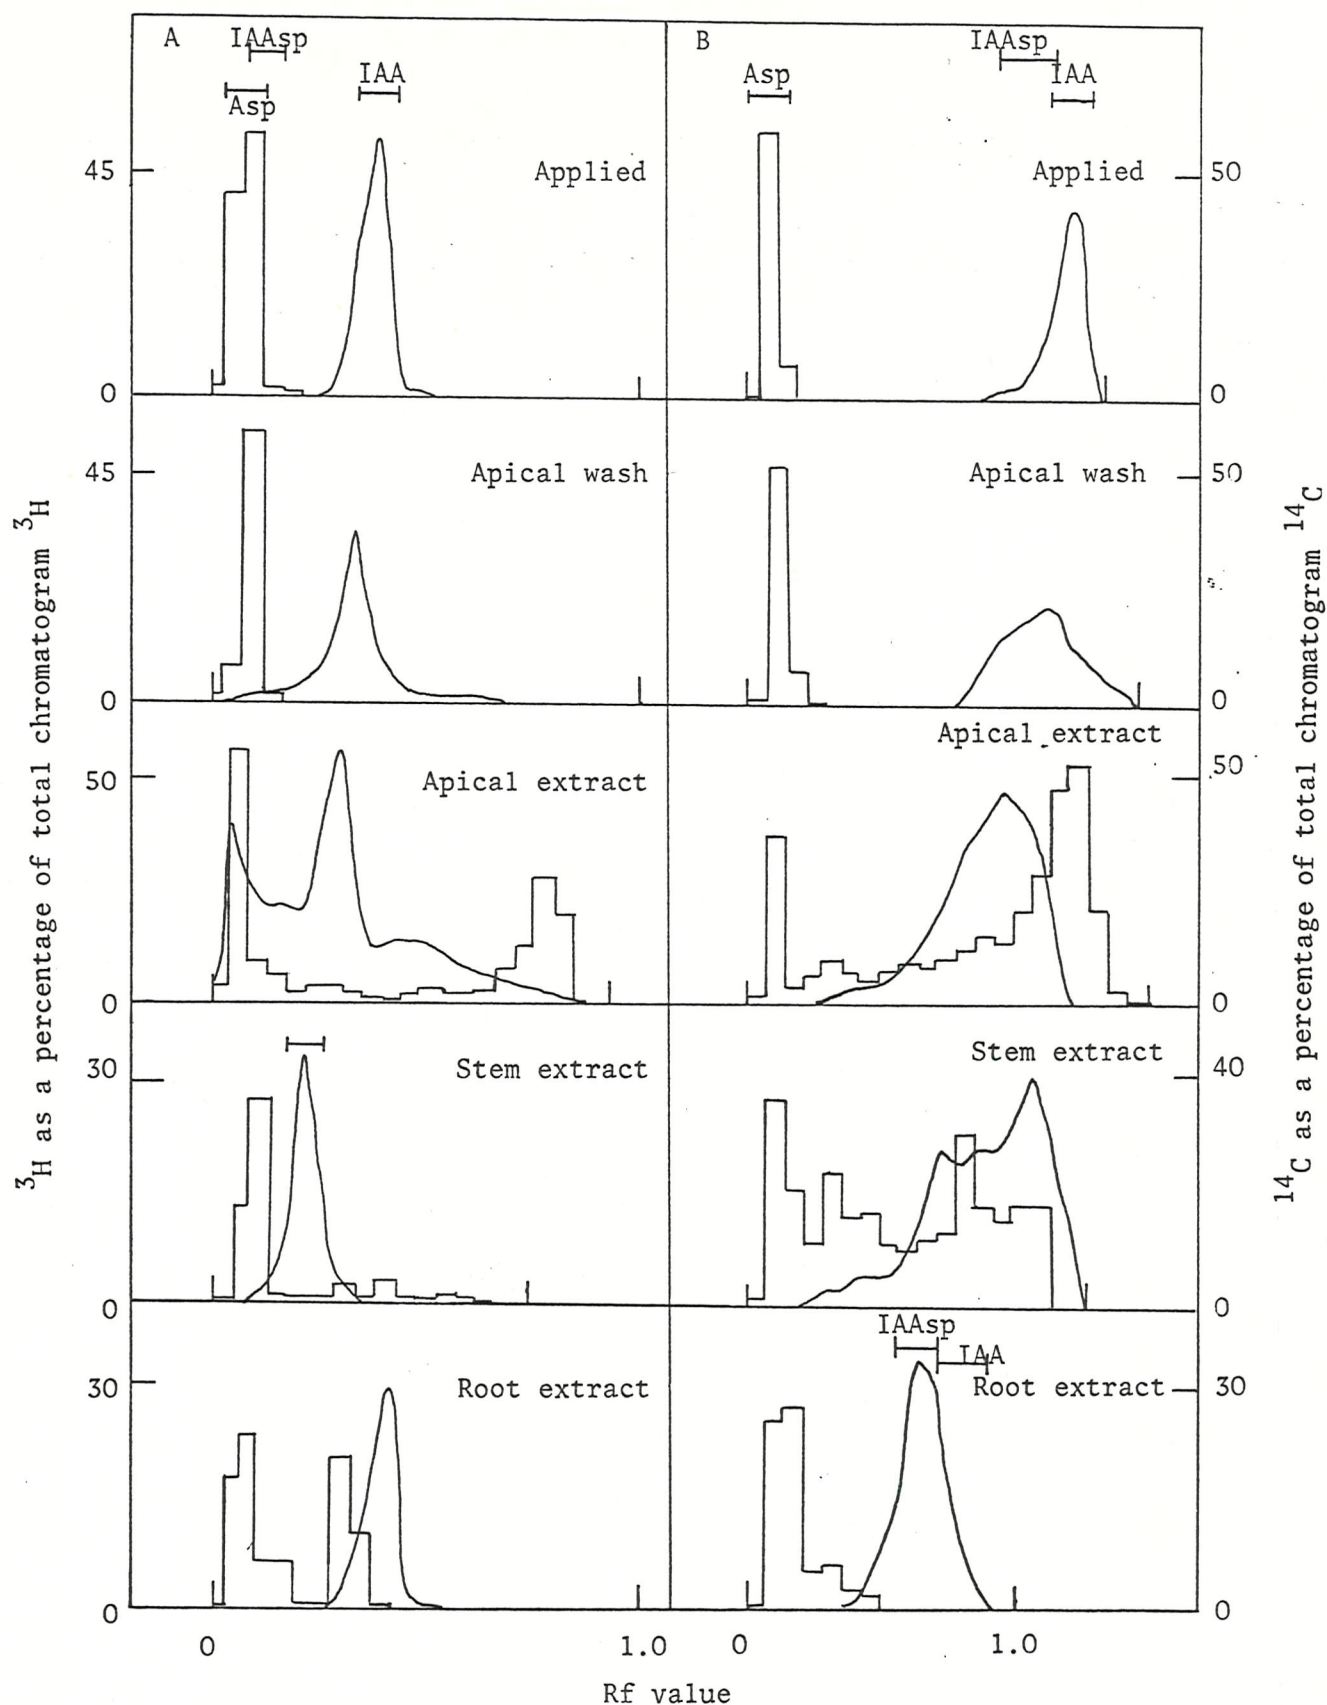 A IAAsp B IAAsp
IAA Asp IAA
Asp
45 Applied Applied 50
0 0
45 Apical wash Apical wash 50
0 0
Apical extract
50 Apical extract 50
0 0
30 Stem extract Stem extract 40
0 0
IAAsp
IAA
30 Root extract Root extract 30
0 0
0 1.0 0 1.0
Rf value
3H as a percentage of total chromatogram 3H
14C as a percentage of total chromatogram 14C